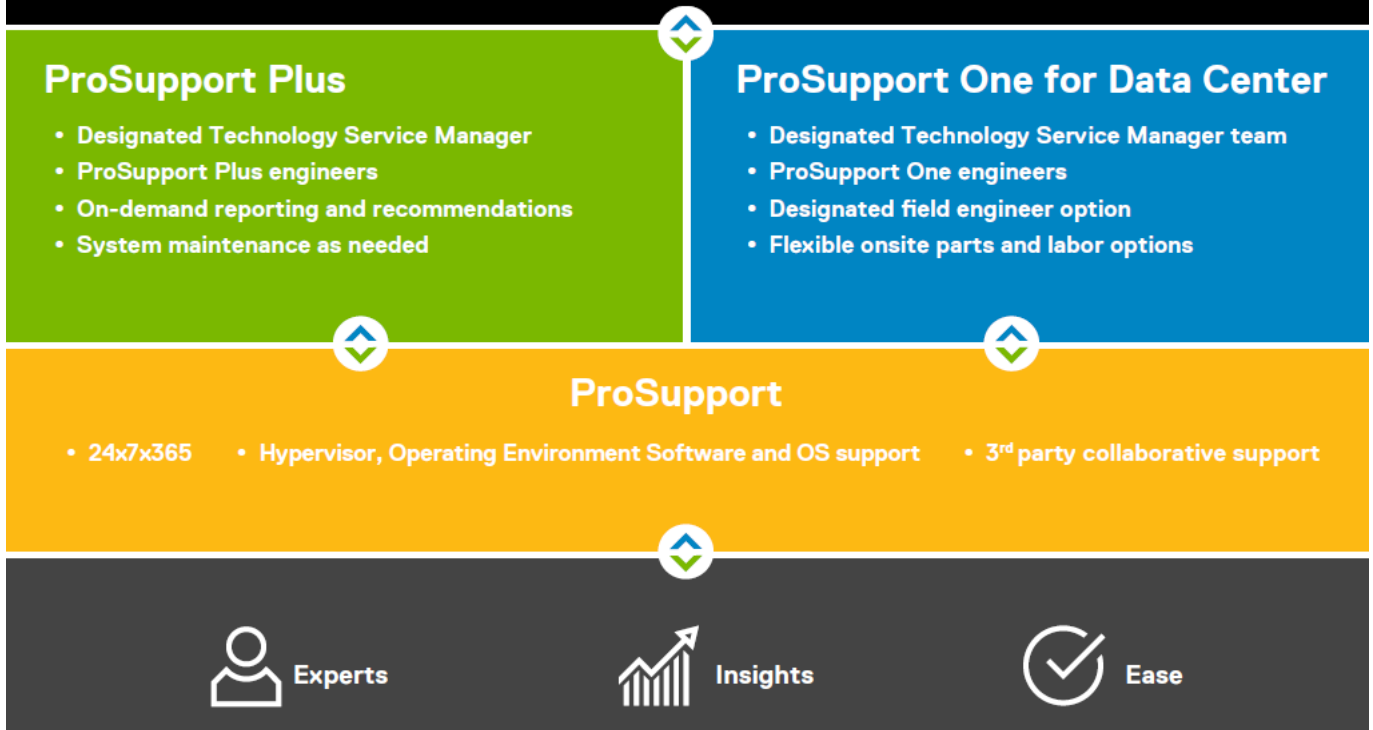 ProSupport Plus
• Designated Technology Service Manager
• ProSupport Plus engineers
• On-demand reporting and recommendations
• System maintenance as needed
ProSupport One for Data Center
• Designated Technology Service Manager team
• ProSupport One engineers
• Designated field engineer option
• Flexible onsite parts and labor options
ProSupport
• 24x7x365 • Hypervisor, Operating Environment Software and OS support • 3rd party collaborative support
Experts Insights Ease